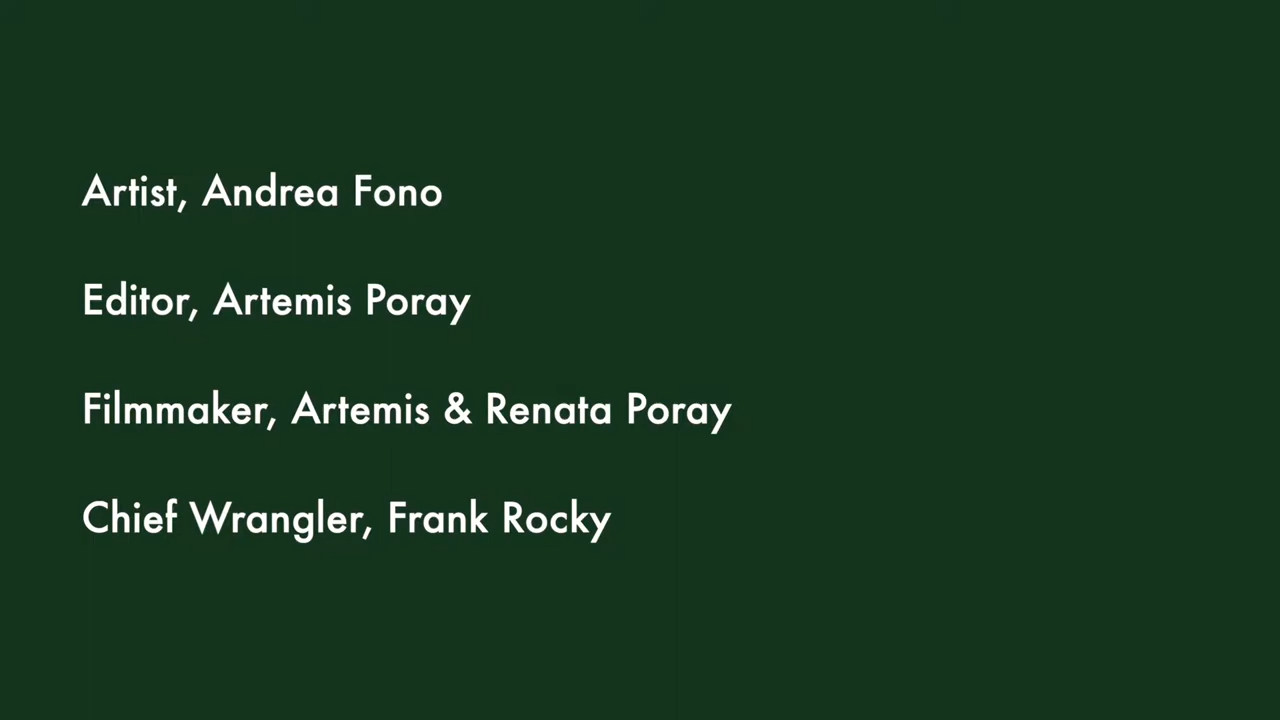 Artist, Andrea Fono
Editor, Artemis Poray
Filmmaker, Artemis & Renata Poray
Chief Wrangler, Frank Rocky